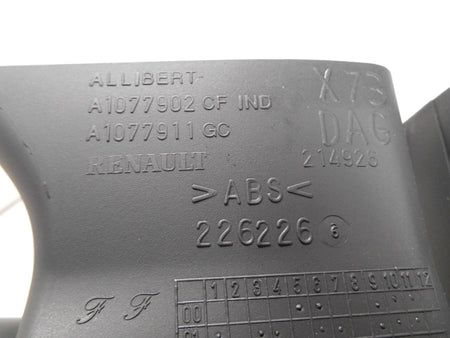 ALLIBERT-
A1077902 CF IND
A1077911 GC
RENAULT
X73
DAG
214926
>ABS<
226226 6
F F
1 2 3 4 5 6 7 8 9 10 11 12
00
01